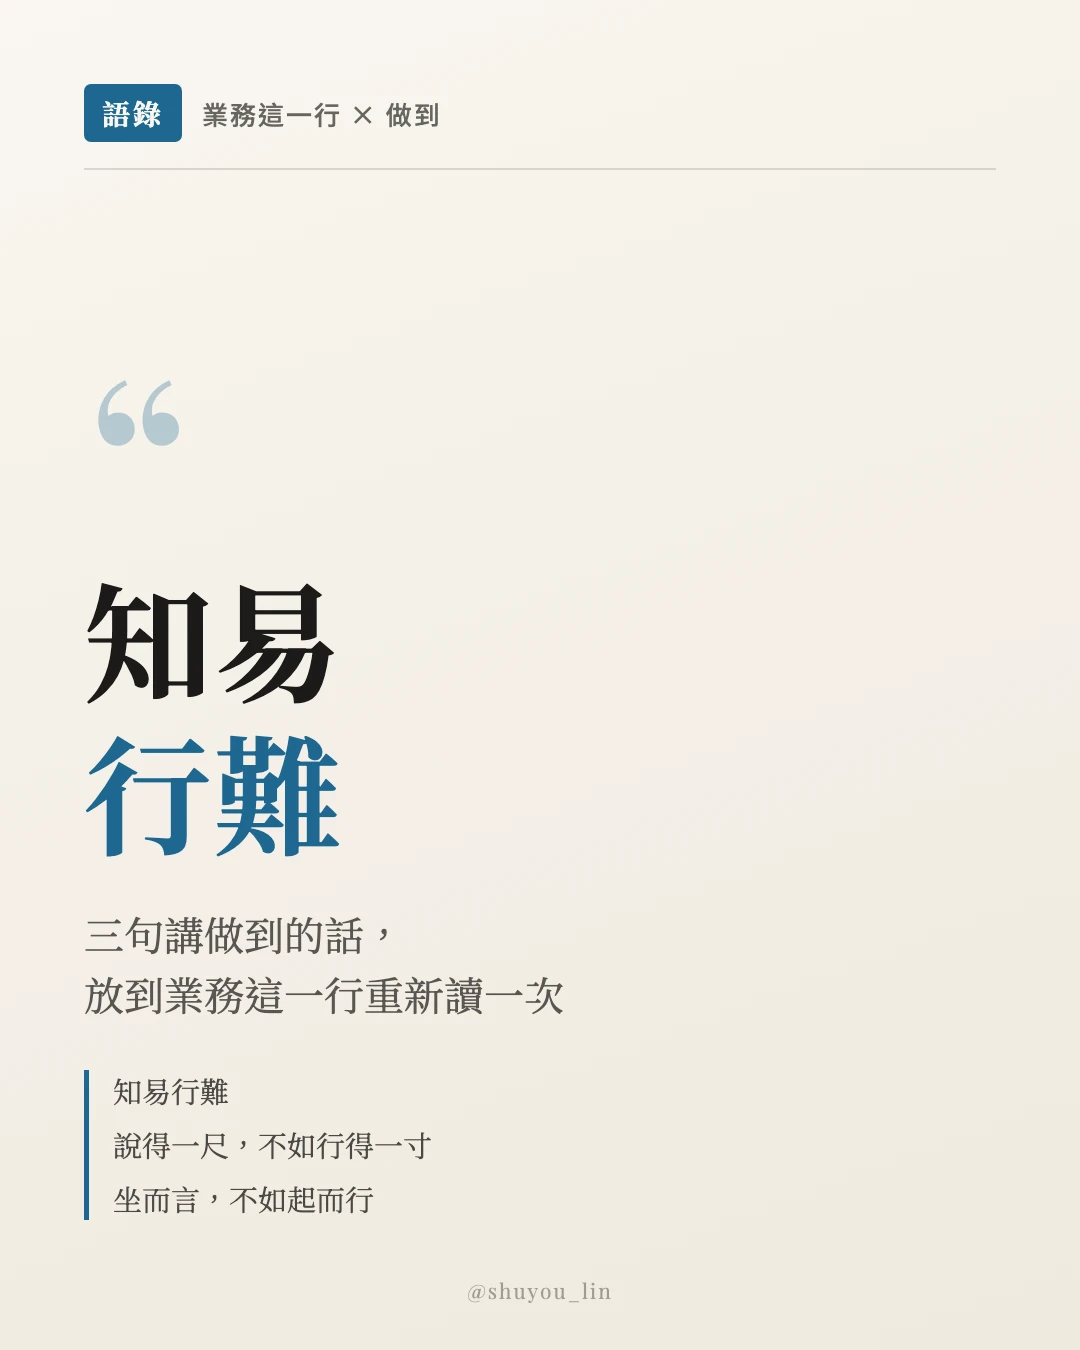 語錄 業務這一行 × 做到
“
知易
行難
三句講做到的話，
放到業務這一行重新讀一次
知易行難
說得一尺，不如行得一寸
坐而言，不如起而行
@shuyou_lin